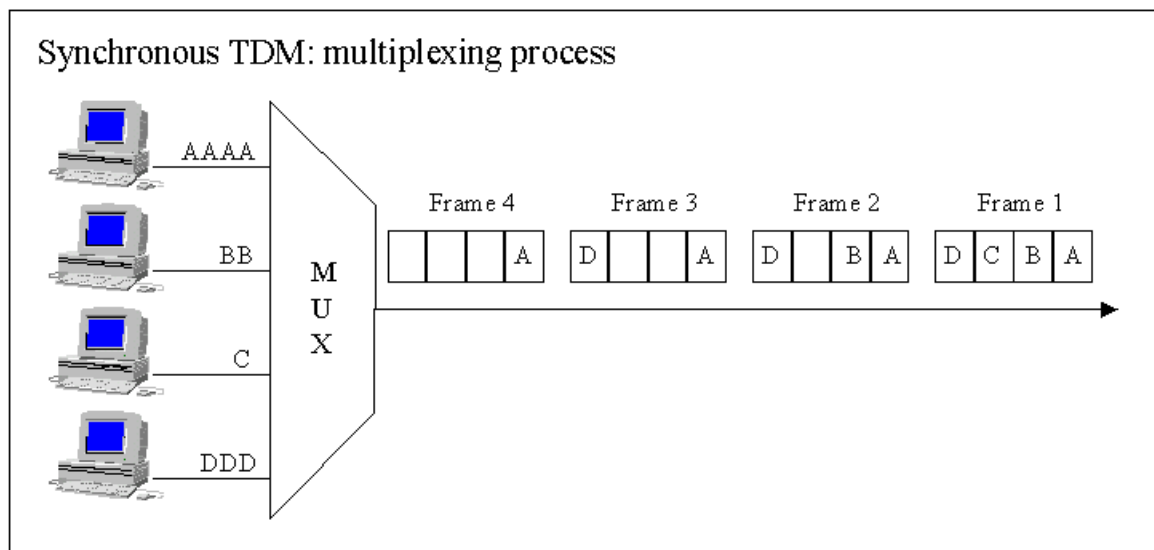 Synchronous TDM: multiplexing process
AAAA
BB
C
DDD
M
U
X
Frame 4 Frame 3 Frame 2 Frame 1
A D A D B A D C B A